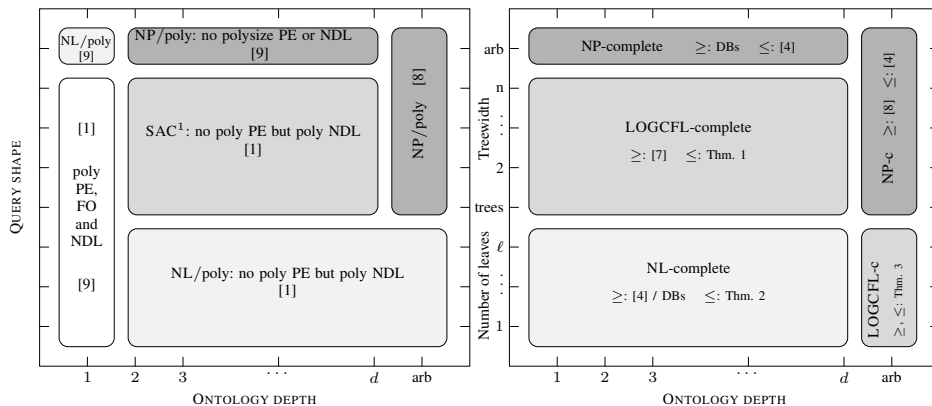 NL/poly
[9]
NP/poly: no polysize PE or NDL
[9]
NP/poly [8]
[1]
poly
PE,
FO
and
NDL
[9]
SAC¹: no poly PE but poly NDL
[1]
NL/poly: no poly PE but poly NDL
[1]
QUERY SHAPE
1 2 3 ... d arb
ONTOLOGY DEPTH
arb
n
⋮
2
trees
ℓ
⋮
1
Treewidth
Number of leaves
NP-complete ≥: DBs ≤: [4]
LOGCFL-complete
≥: [7] ≤: Thm. 1
NP-c ≥: [8] ≤: [4]
NL-complete
≥: [4] / DBs ≤: Thm. 2
LOGCFL-c
≥, ≤: Thm. 3
1 2 3 ... d arb
ONTOLOGY DEPTH